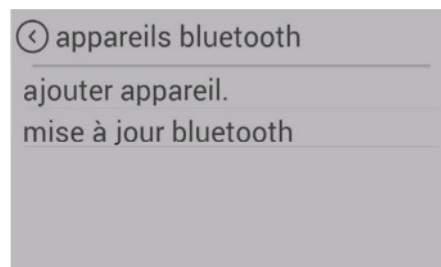 appareils bluetooth
ajouter appareil.
mise à jour bluetooth